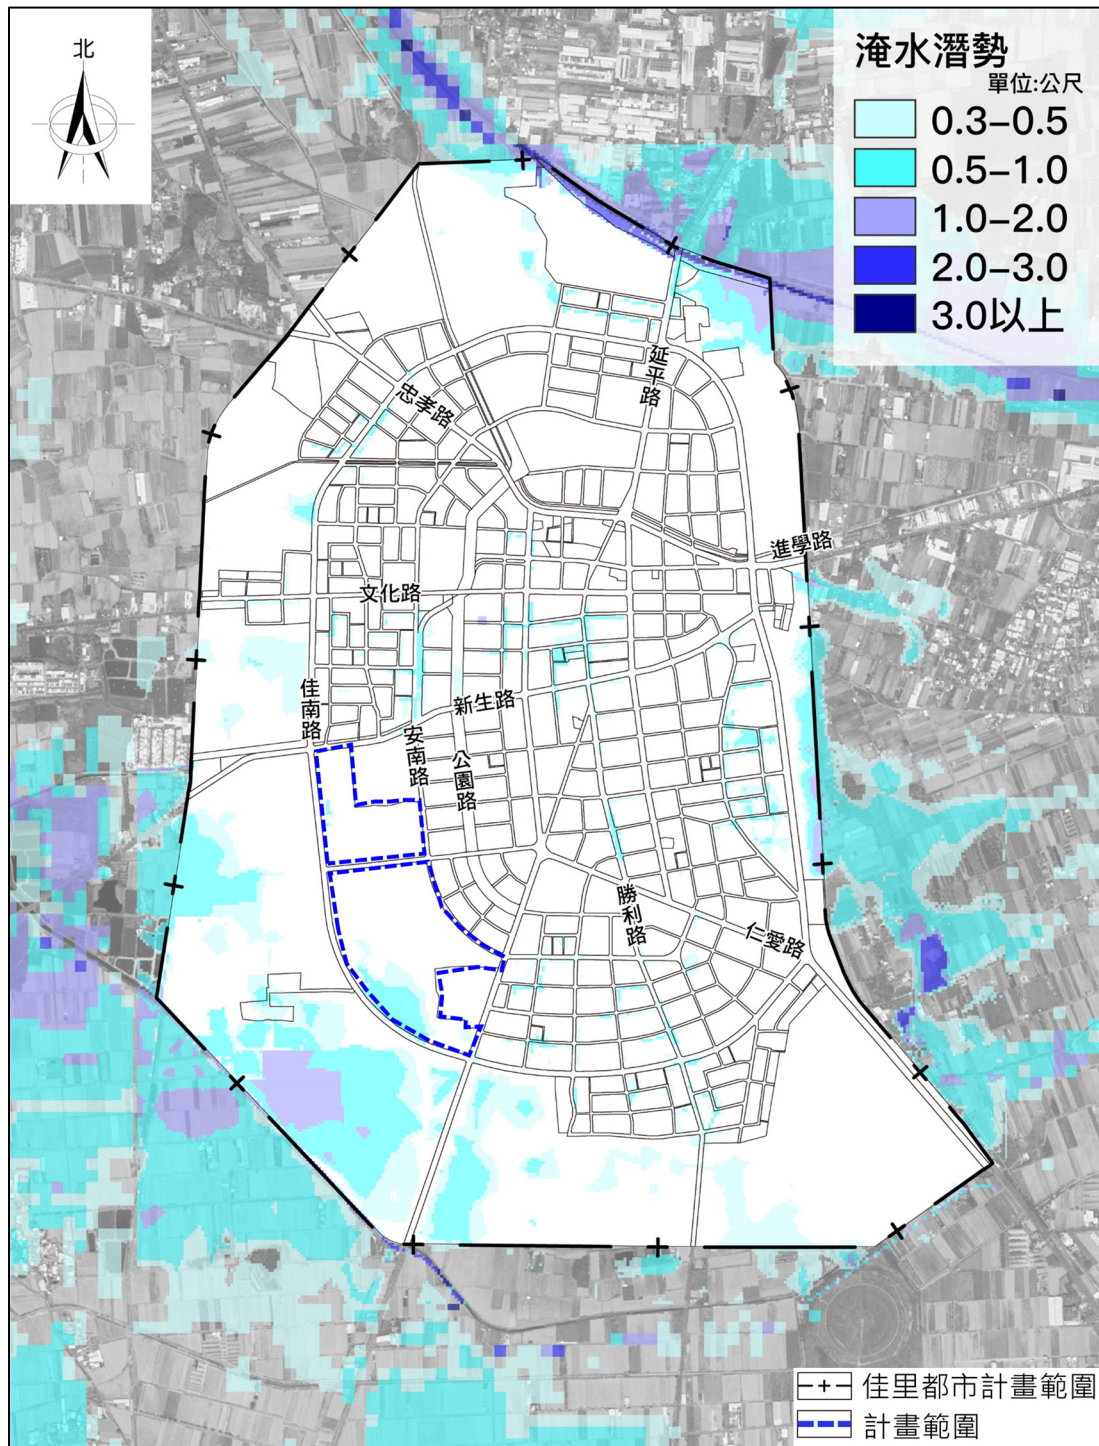 北
淹水潛勢
單位:公尺
0.3–0.5
0.5–1.0
1.0–2.0
2.0–3.0
3.0以上
延平路
忠孝路
進學路
文化路
佳南路
新生路
安南路
公園路
勝利路
仁愛路
佳里都市計畫範圍
計畫範圍